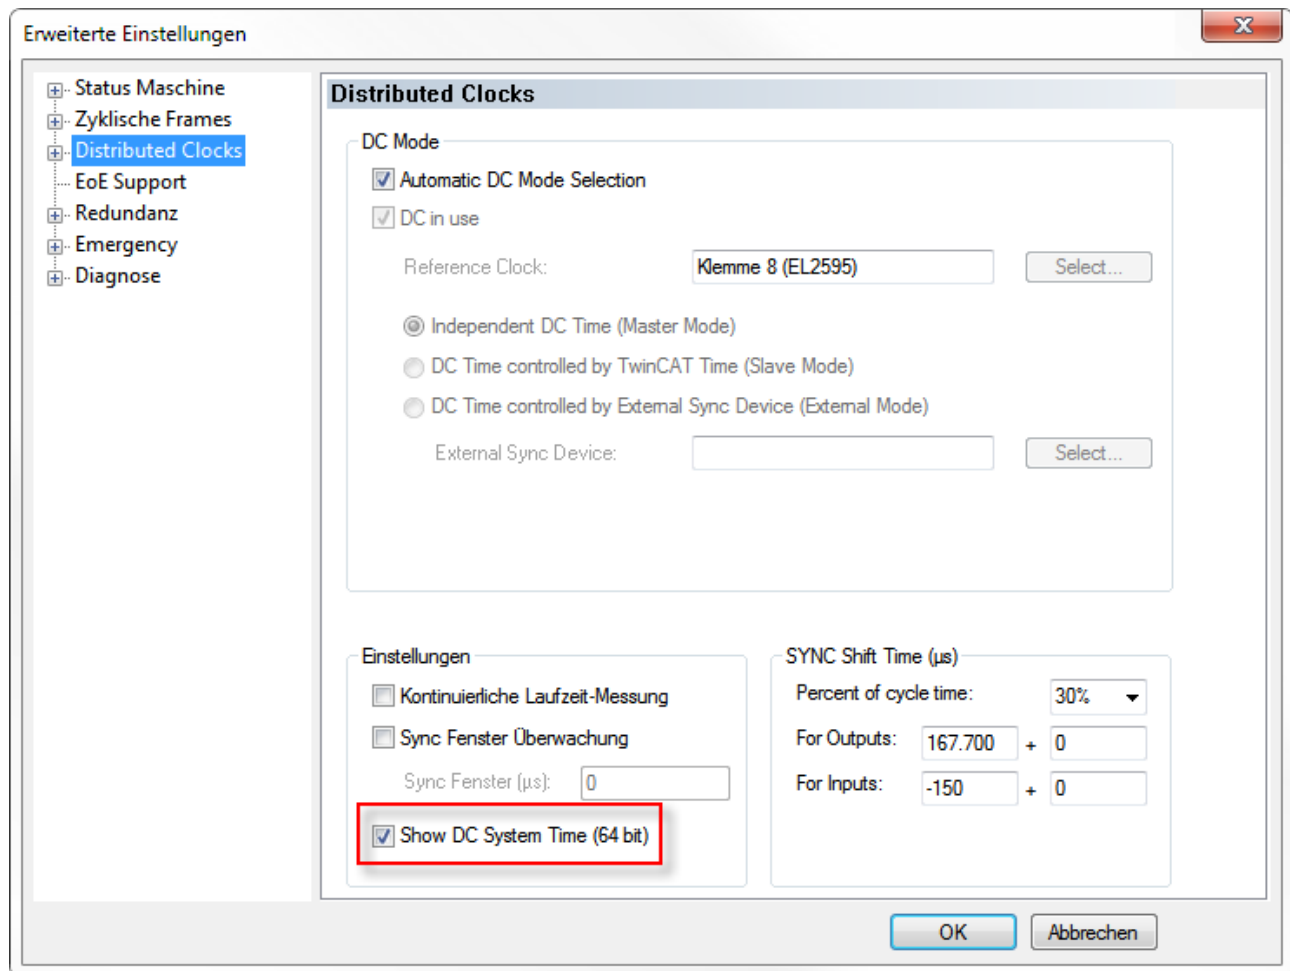 Erweiterte Einstellungen
Status Maschine
Zyklische Frames
Distributed Clocks
EoE Support
Redundanz
Emergency
Diagnose
Distributed Clocks
DC Mode
Automatic DC Mode Selection
DC in use
Reference Clock: Klemme 8 (EL2595) Select...
Independent DC Time (Master Mode)
DC Time controlled by TwinCAT Time (Slave Mode)
DC Time controlled by External Sync Device (External Mode)
External Sync Device: Select...
Einstellungen
Kontinuierliche Laufzeit-Messung
Sync Fenster Überwachung
Sync Fenster (µs): 0
Show DC System Time (64 bit)
SYNC Shift Time (µs)
Percent of cycle time: 30%
For Outputs: 167.700 + 0
For Inputs: -150 + 0
OK Abbrechen